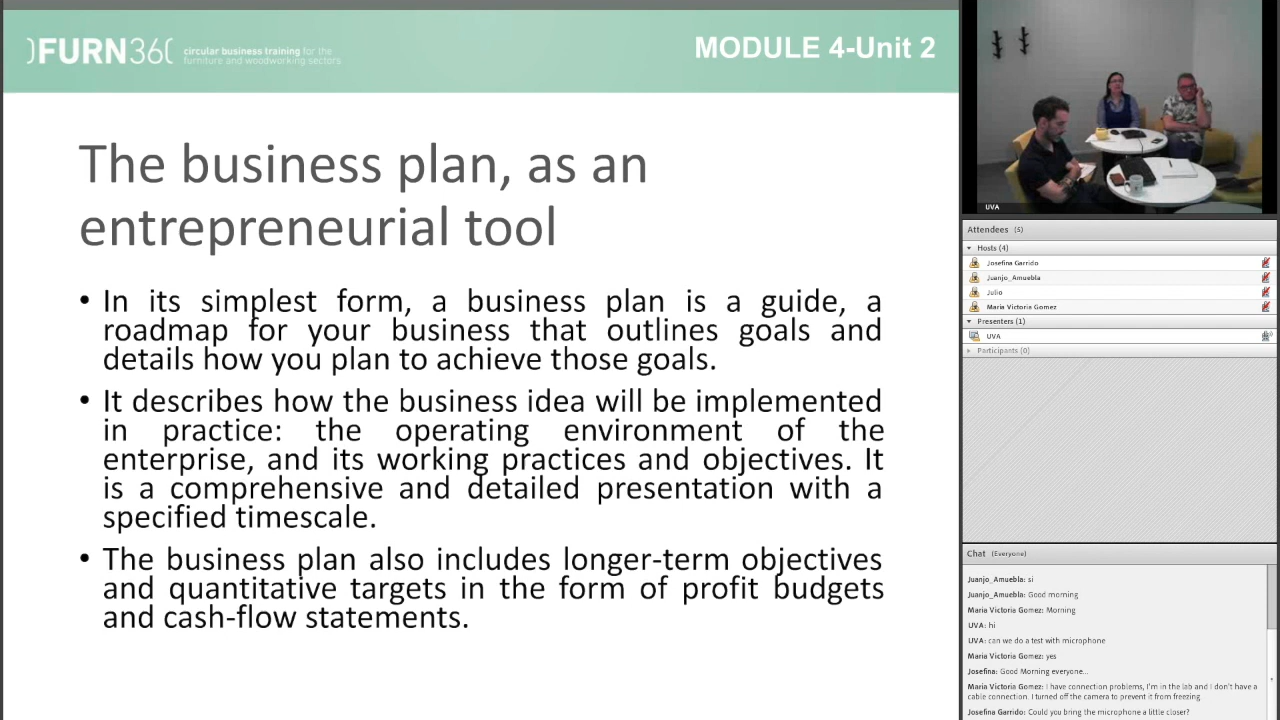 )FURN36(
circular business training for the
furniture and woodworking sectors
MODULE 4-Unit 2
The business plan, as an
entrepreneurial tool
• In its simplest form, a business plan is a guide, a
roadmap for your business that outlines goals and
details how you plan to achieve those goals.
• It describes how the business idea will be implemented
in practice: the operating environment of the
enterprise, and its working practices and objectives. It
is a comprehensive and detailed presentation with a
specified timescale.
• The business plan also includes longer-term objectives
and quantitative targets in the form of profit budgets
and cash-flow statements.
UVA
Attendees (5)
Hosts (4)
Josefina Garrido
Juanjo_Amuebla
Julio
Maria Victoria Gomez
Presenters (1)
UVA
Participants (0)
Chat (Everyone)
Juanjo_Amuebla: si
Juanjo_Amuebla: Good morning
Maria Victoria Gomez: Morning
UVA: hi
UVA: can we do a test with microphone
Maria Victoria Gomez: yes
Josefina: Good Morning everyone...
Maria Victoria Gomez: I have connection problems, I'm in the lab and I don't have a
cable connection. I turned off the camera to prevent it from freezing
Josefina Garrido: Could you bring the microphone a little closer?